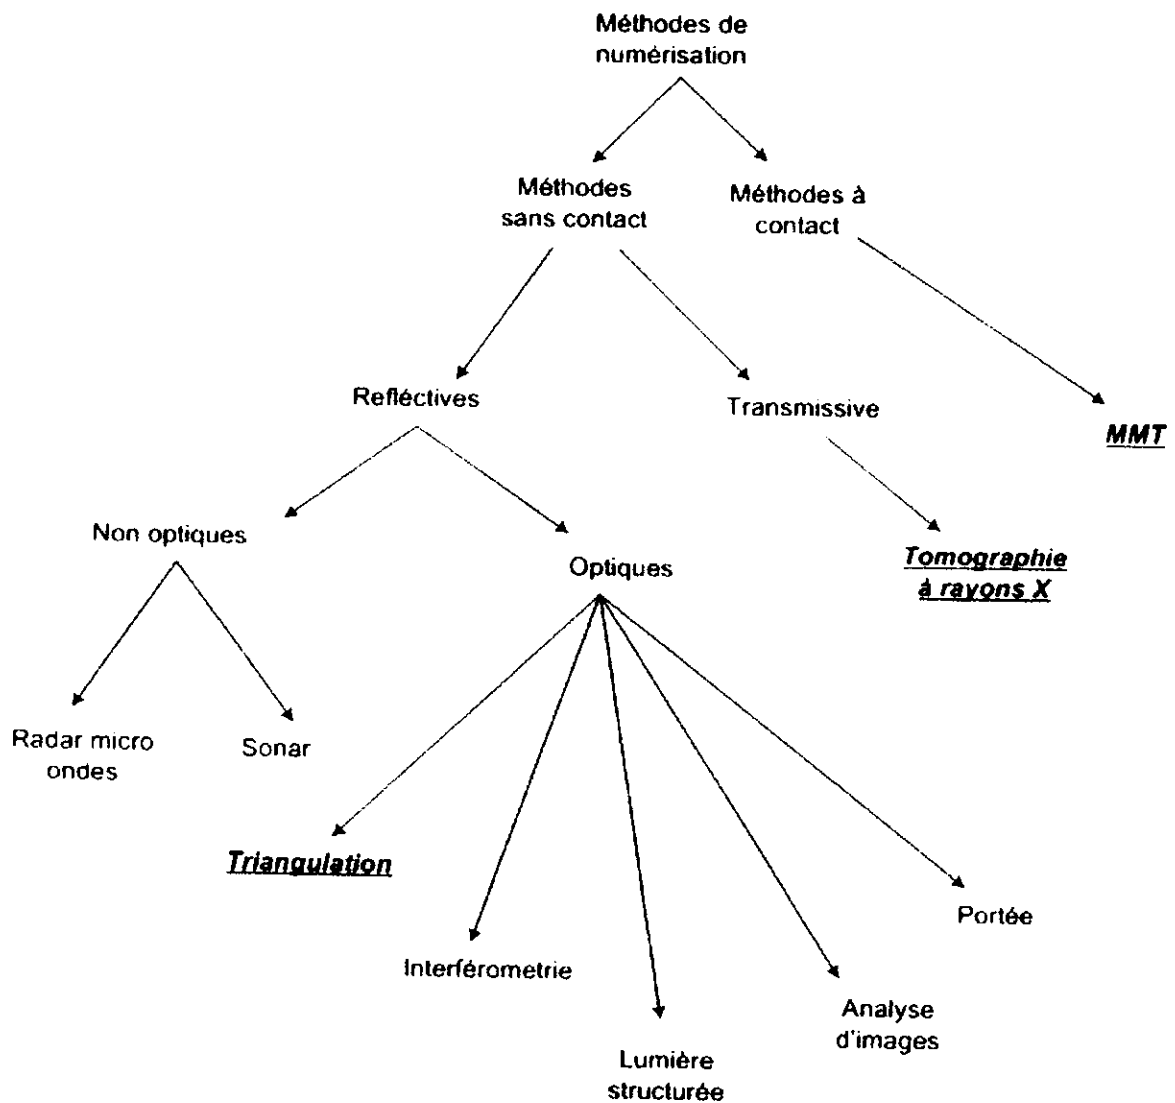 Méthodes de
numérisation
Méthodes
sans contact
Méthodes à
contact
Refléctives
Transmissive
MMT
Non optiques
Optiques
Tomographie
à rayons X
Radar micro
ondes
Sonar
Triangulation
Portée
Interférometrie
Analyse
d'images
Lumière
structurée